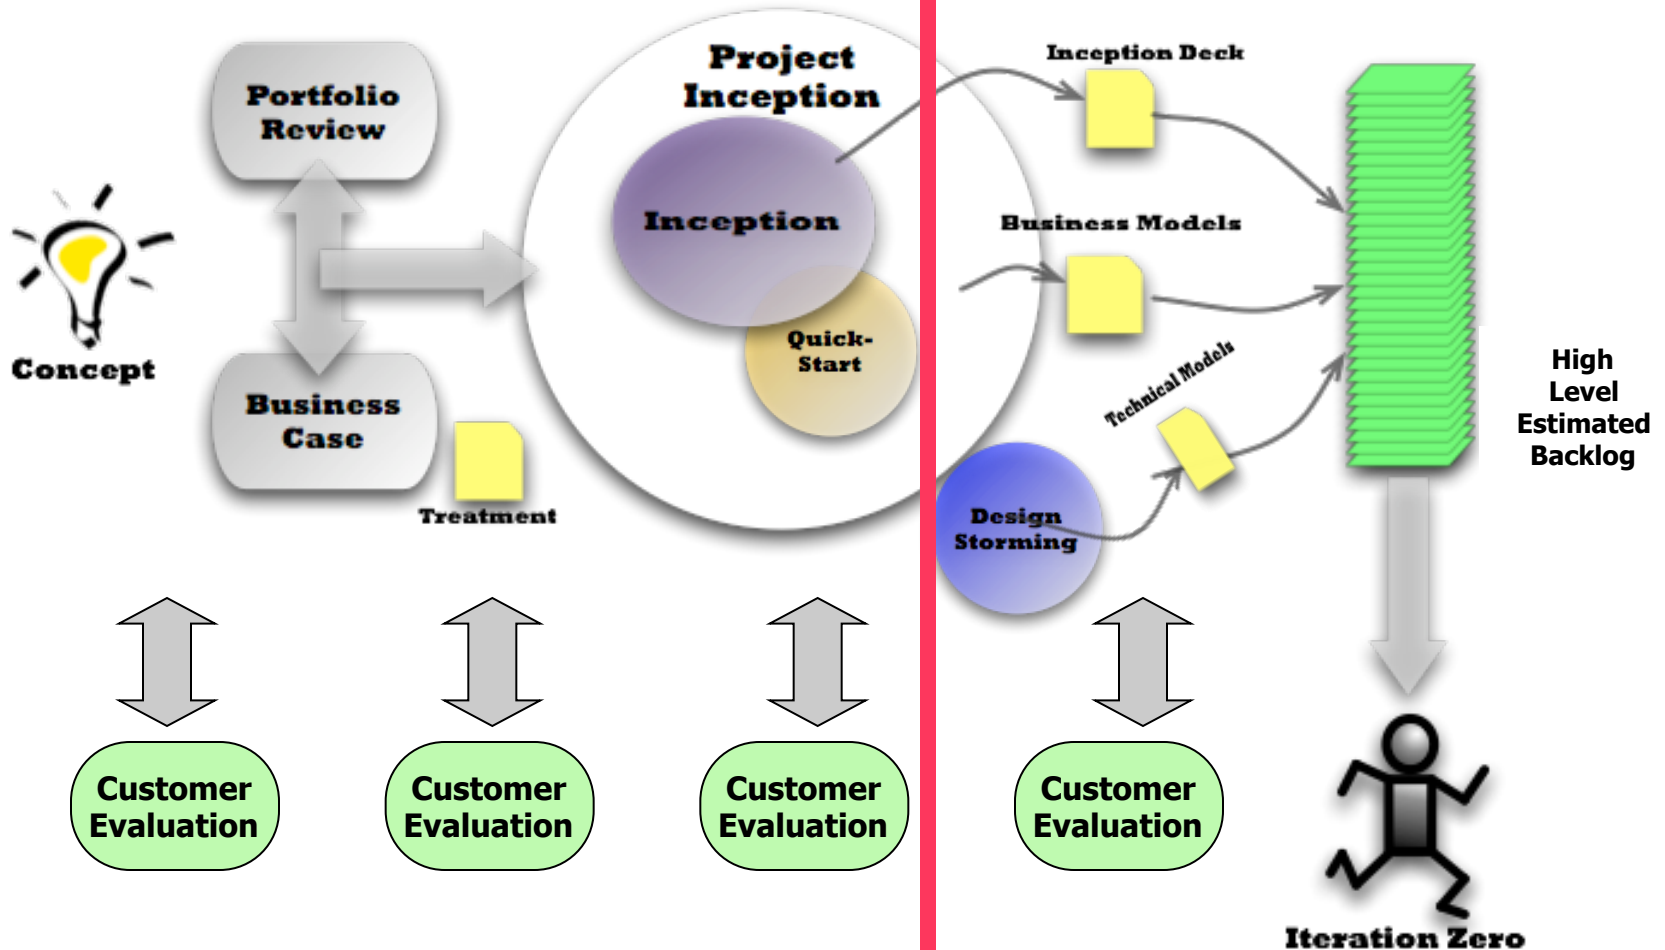 Concept
Portfolio
Review
Business
Case
Treatment
Project
Inception
Inception
Quick-
Start
Design
Storming
Inception Deck
Business Models
Technical Models
High
Level
Estimated
Backlog
Customer
Evaluation
Customer
Evaluation
Customer
Evaluation
Customer
Evaluation
Iteration Zero